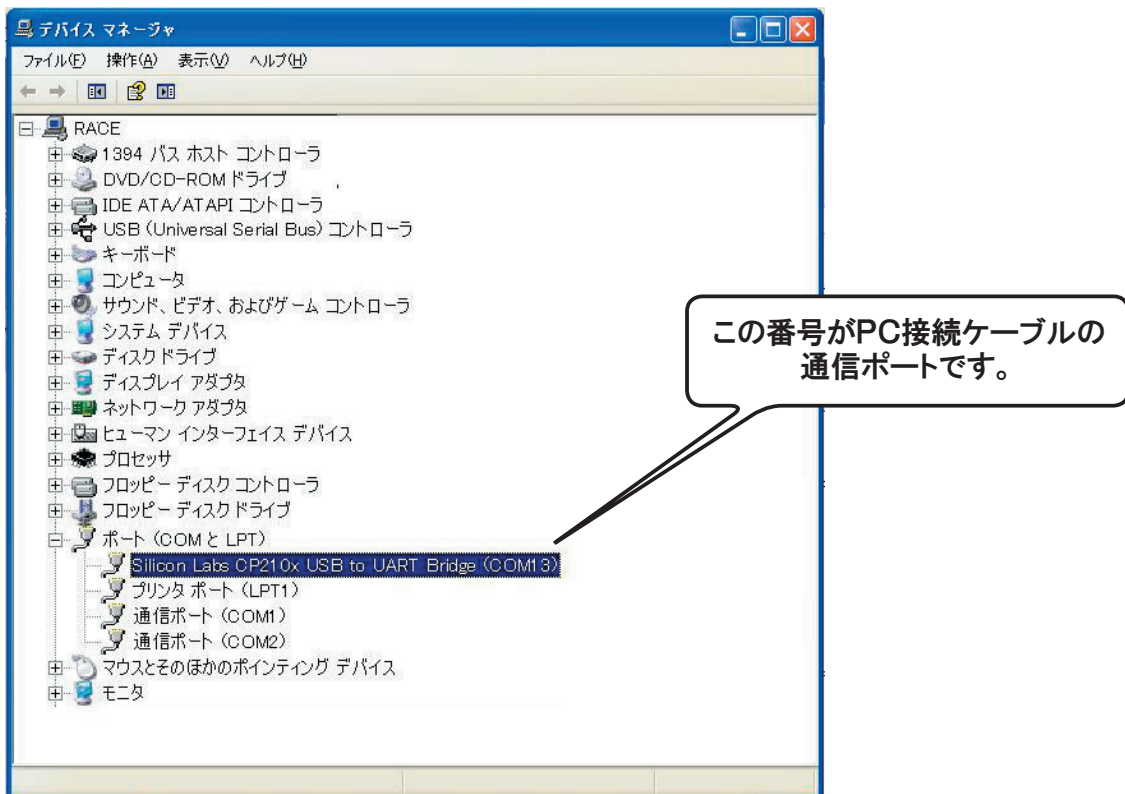 デバイス マネージャ
ファイル(F) 操作(A) 表示(V) ヘルプ(H)
RACE
1394 バス ホスト コントローラ
DVD/CD-ROM ドライブ
IDE ATA/ATAPI コントローラ
USB (Universal Serial Bus) コントローラ
キーボード
コンピュータ
サウンド、ビデオ、およびゲーム コントローラ
システム デバイス
ディスク ドライブ
ディスプレイ アダプタ
ネットワーク アダプタ
ヒューマン インターフェイス デバイス
プロセッサ
フロッピー ディスク コントローラ
フロッピー ディスク ドライブ
ポート (COM と LPT)
Silicon Labs CP210x USB to UART Bridge (COM13)
プリンタ ポート (LPT1)
通信ポート (COM1)
通信ポート (COM2)
マウスとそのほかのポインティング デバイス
モニタ
この番号がPC接続ケーブルの
通信ポートです。